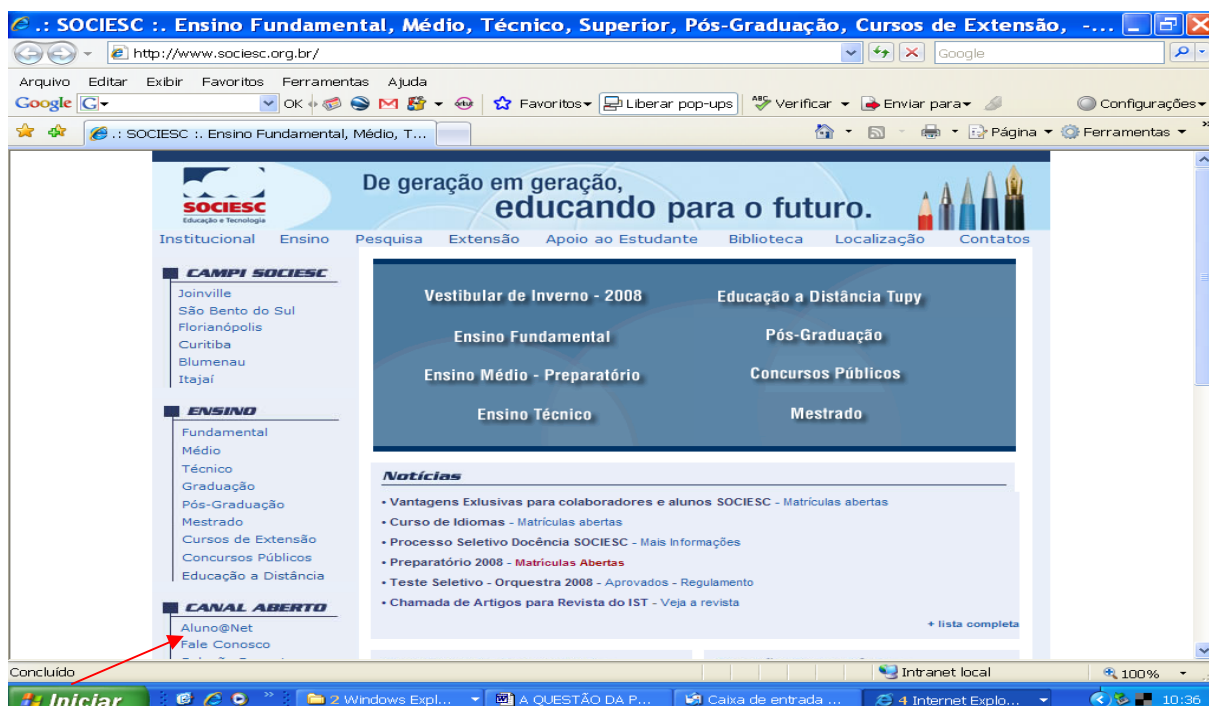 .: SOCIESC :. Ensino Fundamental, Médio, Técnico, Superior, Pós-Graduação, Cursos de Extensão, -...
http://www.sociesc.org.br/
Google
Arquivo Editar Exibir Favoritos Ferramentas Ajuda
Google G OK Favoritos Liberar pop-ups Verificar Enviar para Configurações
.: SOCIESC :. Ensino Fundamental, Médio, T... Página Ferramentas
SOCIESC
Educação e Tecnologia
De geração em geração,
educando para o futuro.
Institucional Ensino Pesquisa Extensão Apoio ao Estudante Biblioteca Localização Contatos
CAMPI SOCIESC
Joinville
São Bento do Sul
Florianópolis
Curitiba
Blumenau
Itajaí
ENSINO
Fundamental
Médio
Técnico
Graduação
Pós-Graduação
Mestrado
Cursos de Extensão
Concursos Públicos
Educação a Distância
CANAL ABERTO
Aluno@Net
Fale Conosco
Vestibular de Inverno - 2008
Educação a Distância Tupy
Ensino Fundamental
Pós-Graduação
Ensino Médio - Preparatório
Concursos Públicos
Ensino Técnico
Mestrado
Notícias
• Vantagens Exlusivas para colaboradores e alunos SOCIESC - Matrículas abertas
• Curso de Idiomas - Matrículas abertas
• Processo Seletivo Docência SOCIESC - Mais Informações
• Preparatório 2008 - Matriculas Abertas
• Teste Seletivo - Orquestra 2008 - Aprovados - Regulamento
• Chamada de Artigos para Revista do IST - Veja a revista
+ lista completa
Concluído Intranet local 100%
Iniciar 2 Windows Expl... A QUESTÃO DA P... Caixa de entrada ... 4 Internet Explo... 10:36